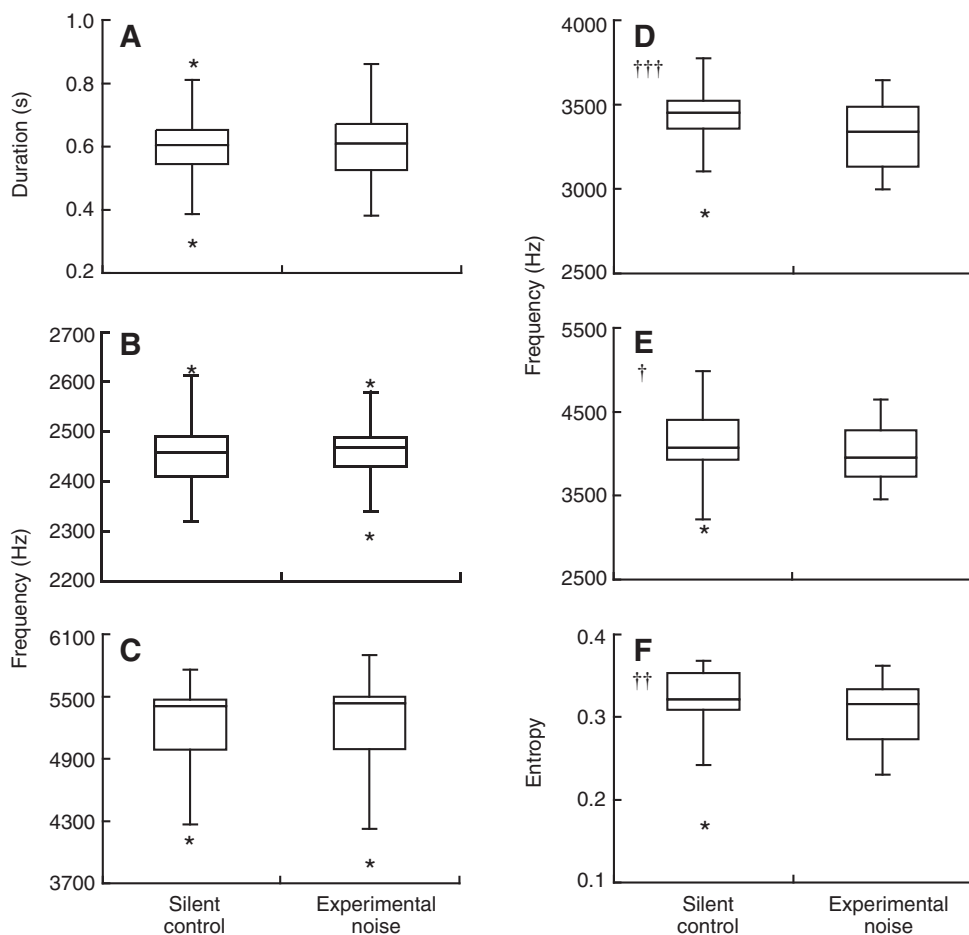 A
Duration (s)
1.0
0.8
0.6
0.4
0.2
*
*
B
2700
2600
2500
2400
2300
2200
*
*
*
Frequency (Hz)
C
6100
5500
4900
4300
3700
*
*
Silent
control
Experimental
noise
D
†††
4000
3500
3000
2500
*
Frequency (Hz)
E
†
5500
4500
3500
2500
*
F
††
Entropy
0.4
0.3
0.2
0.1
*
Silent
control
Experimental
noise